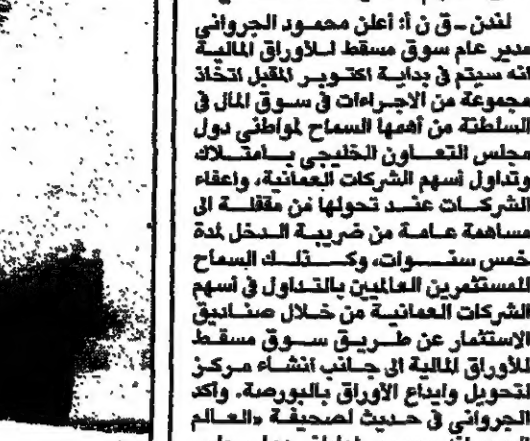 لندن ـ ق ن أ: أعلن محمود الجرواني
مدير عام سوق مسقط للأوراق المالية
انه سيتم في بداية اكتوبر المقبل اتخاذ
مجموعة من الاجراءات في سوق المال في
السلطنة من أهمها السماح لمواطني دول
مجلس التعاون الخليجي بامتلاك
وتداول أسهم الشركات العمانية، واعفاء
الشركات عند تحولها من مقفلة الى
مساهمة عامة من ضريبة الدخل لمدة
خمس سنوات، وكذلك السماح
للمستثمرين العالميين بالتداول في أسهم
الشركات العمانية من خلال صناديق
الاستثمار عن طريق سوق مسقط
للأوراق المالية الى جانب انشاء مركز
لتحويل وايداع الأوراق بالبورصة. وأكد
الجرواني في حديث لصحيفة «العالم